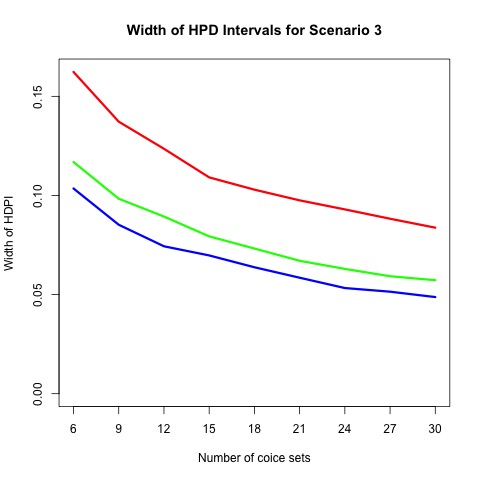 Width of HPD Intervals for Scenario 3
Width of HDPI
0.15
0.10
0.05
0.00
6 9 12 15 18 21 24 27 30
Number of coice sets